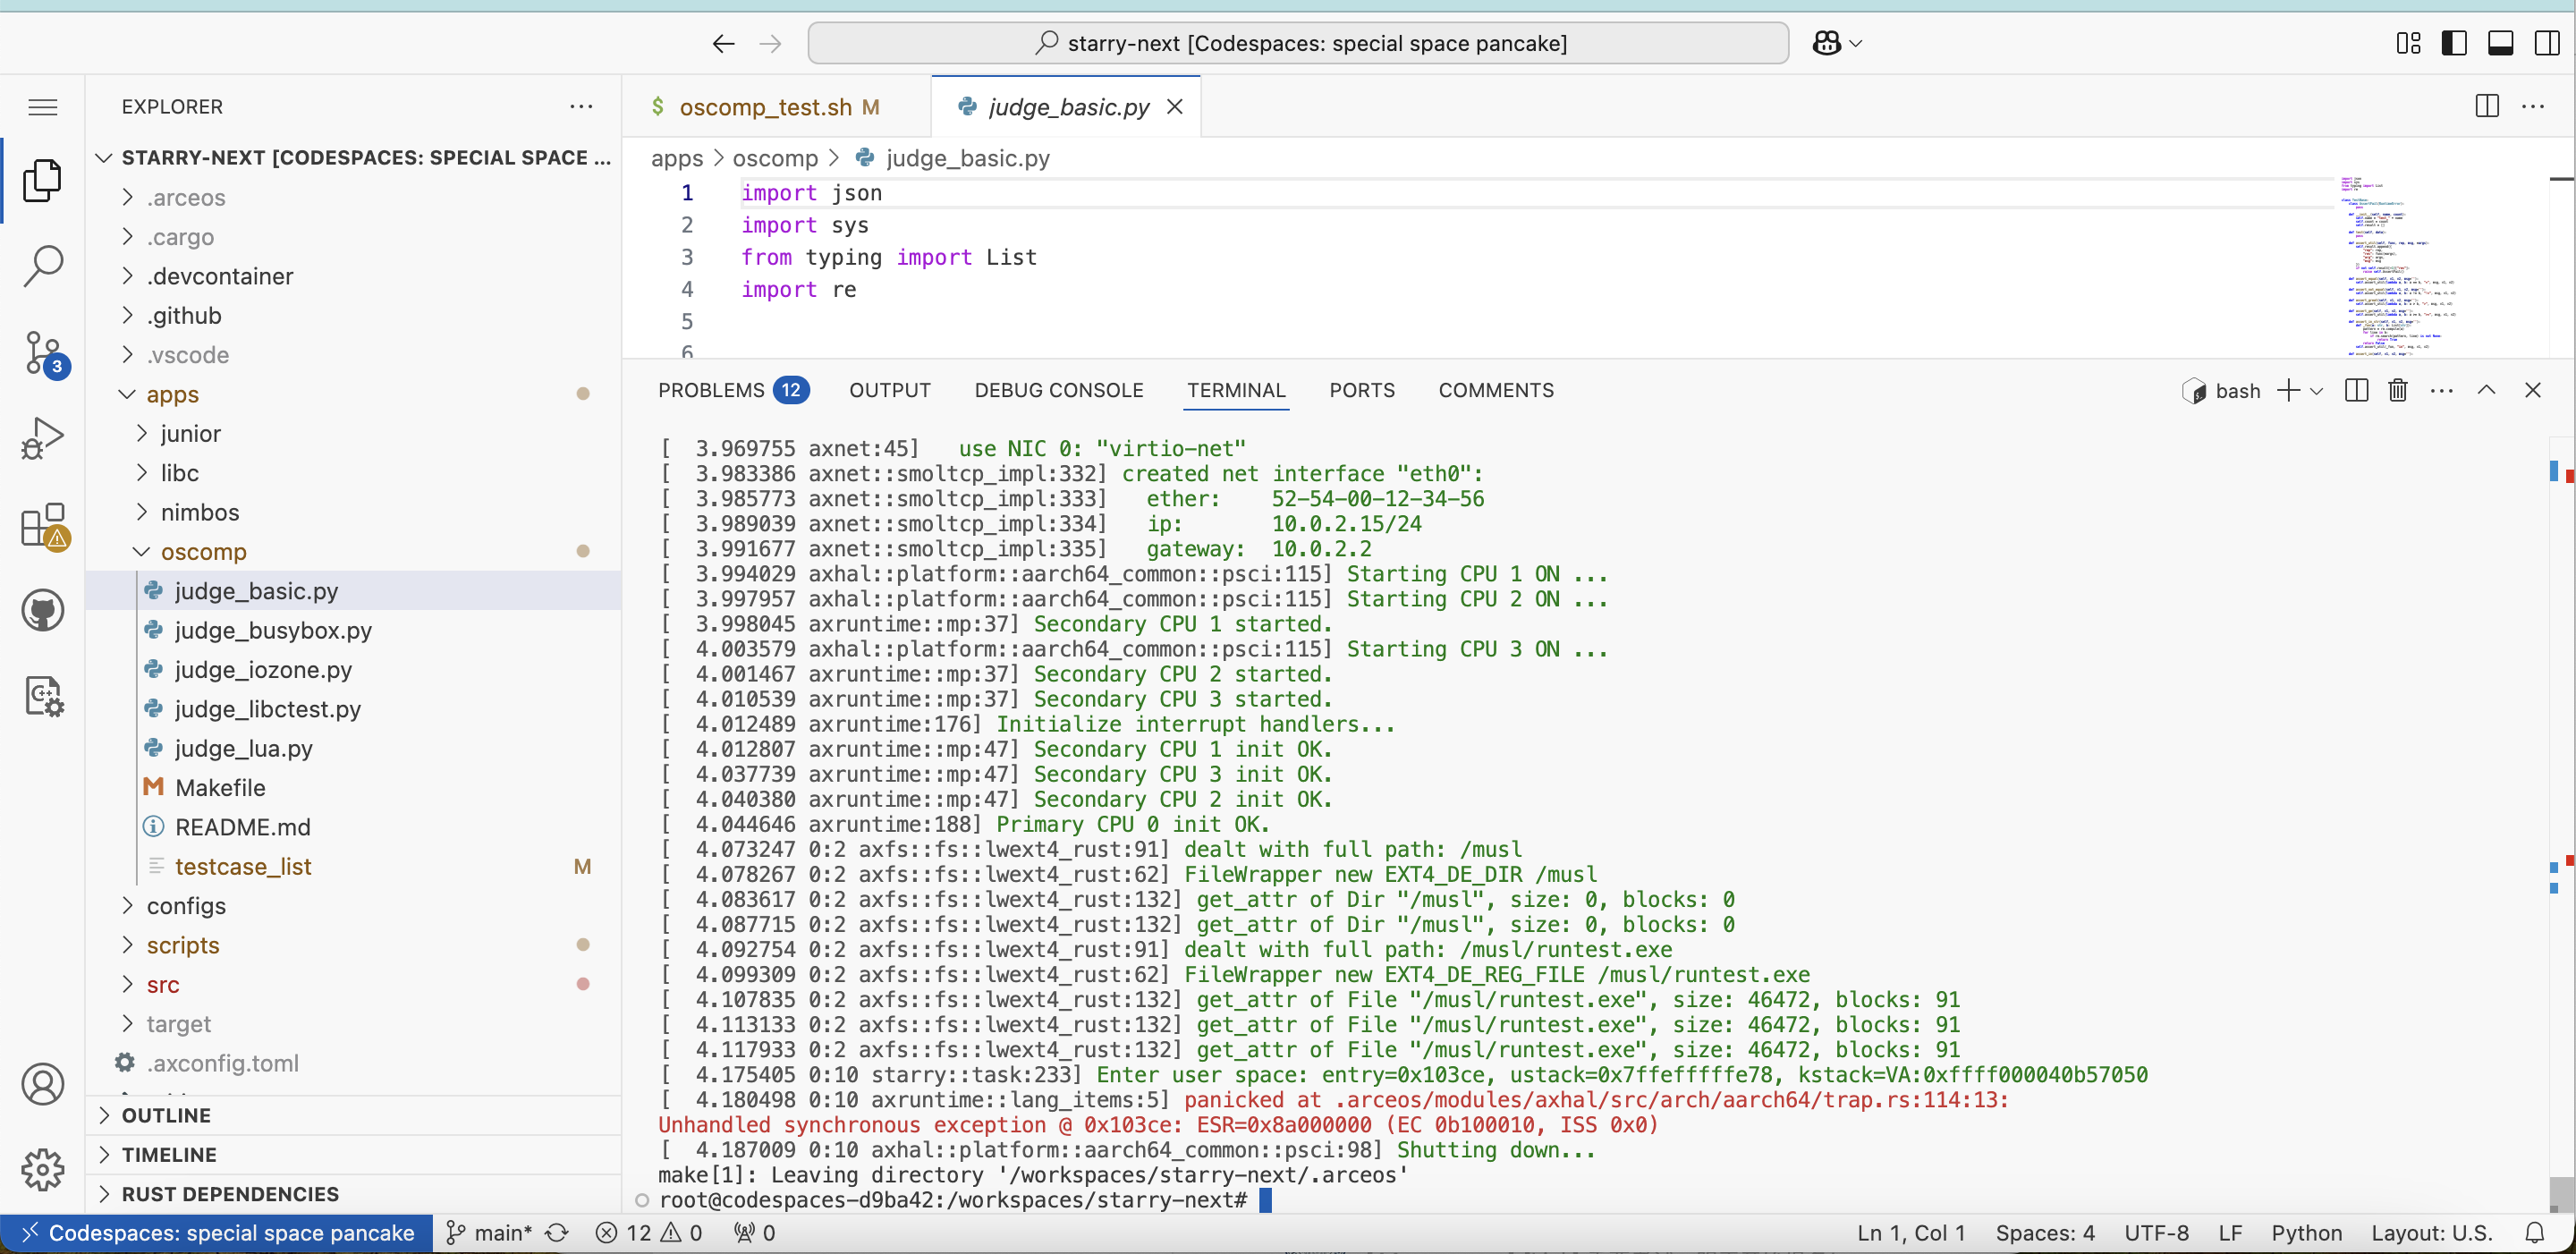 starry-next [Codespaces: special space pancake]
EXPLORER
STARRY-NEXT [CODESPACES: SPECIAL SPACE ...
.arceos
.cargo
.devcontainer
.github
.vscode
apps
junior
libc
nimbos
oscomp
judge_basic.py
judge_busybox.py
judge_iozone.py
judge_libctest.py
judge_lua.py
Makefile
README.md
testcase_list M
configs
scripts
src
target
.axconfig.toml
OUTLINE
TIMELINE
RUST DEPENDENCIES
3
oscomp_test.sh M
judge_basic.py
apps > oscomp > judge_basic.py
1 import json
2 import sys
3 from typing import List
4 import re
5
6
PROBLEMS 12 OUTPUT DEBUG CONSOLE TERMINAL PORTS COMMENTS
bash
[  3.969755 axnet:45]   use NIC 0: "virtio-net"
[  3.983386 axnet::smoltcp_impl:332] created net interface "eth0":
[  3.985773 axnet::smoltcp_impl:333]   ether:    52-54-00-12-34-56
[  3.989039 axnet::smoltcp_impl:334]   ip:       10.0.2.15/24
[  3.991677 axnet::smoltcp_impl:335]   gateway:  10.0.2.2
[  3.994029 axhal::platform::aarch64_common::psci:115] Starting CPU 1 ON ...
[  3.997957 axhal::platform::aarch64_common::psci:115] Starting CPU 2 ON ...
[  3.998045 axruntime::mp:37] Secondary CPU 1 started.
[  4.003579 axhal::platform::aarch64_common::psci:115] Starting CPU 3 ON ...
[  4.001467 axruntime::mp:37] Secondary CPU 2 started.
[  4.010539 axruntime::mp:37] Secondary CPU 3 started.
[  4.012489 axruntime:176] Initialize interrupt handlers...
[  4.012807 axruntime::mp:47] Secondary CPU 1 init OK.
[  4.037739 axruntime::mp:47] Secondary CPU 3 init OK.
[  4.040380 axruntime::mp:47] Secondary CPU 2 init OK.
[  4.044646 axruntime:188] Primary CPU 0 init OK.
[  4.073247 0:2 axfs::fs::lwext4_rust:91] dealt with full path: /musl
[  4.078267 0:2 axfs::fs::lwext4_rust:62] FileWrapper new EXT4_DE_DIR /musl
[  4.083617 0:2 axfs::fs::lwext4_rust:132] get_attr of Dir "/musl", size: 0, blocks: 0
[  4.087715 0:2 axfs::fs::lwext4_rust:132] get_attr of Dir "/musl", size: 0, blocks: 0
[  4.092754 0:2 axfs::fs::lwext4_rust:91] dealt with full path: /musl/runtest.exe
[  4.099309 0:2 axfs::fs::lwext4_rust:62] FileWrapper new EXT4_DE_REG_FILE /musl/runtest.exe
[  4.107835 0:2 axfs::fs::lwext4_rust:132] get_attr of File "/musl/runtest.exe", size: 46472, blocks: 91
[  4.113133 0:2 axfs::fs::lwext4_rust:132] get_attr of File "/musl/runtest.exe", size: 46472, blocks: 91
[  4.117933 0:2 axfs::fs::lwext4_rust:132] get_attr of File "/musl/runtest.exe", size: 46472, blocks: 91
[  4.175405 0:10 starry::task:233] Enter user space: entry=0x103ce, ustack=0x7ffefffffe78, kstack=VA:0xffff000040b57050
[  4.180498 0:10 axruntime::lang_items:5] panicked at .arceos/modules/axhal/src/arch/aarch64/trap.rs:114:13:
Unhandled synchronous exception @ 0x103ce: ESR=0x8a000000 (EC 0b100010, ISS 0x0)
[  4.187009 0:10 axhal::platform::aarch64_common::psci:98] Shutting down...
make[1]: Leaving directory '/workspaces/starry-next/.arceos'
root@codespaces-d9ba42:/workspaces/starry-next#
Codespaces: special space pancake main* 12 0 0 Ln 1, Col 1 Spaces: 4 UTF-8 LF Python Layout: U.S.